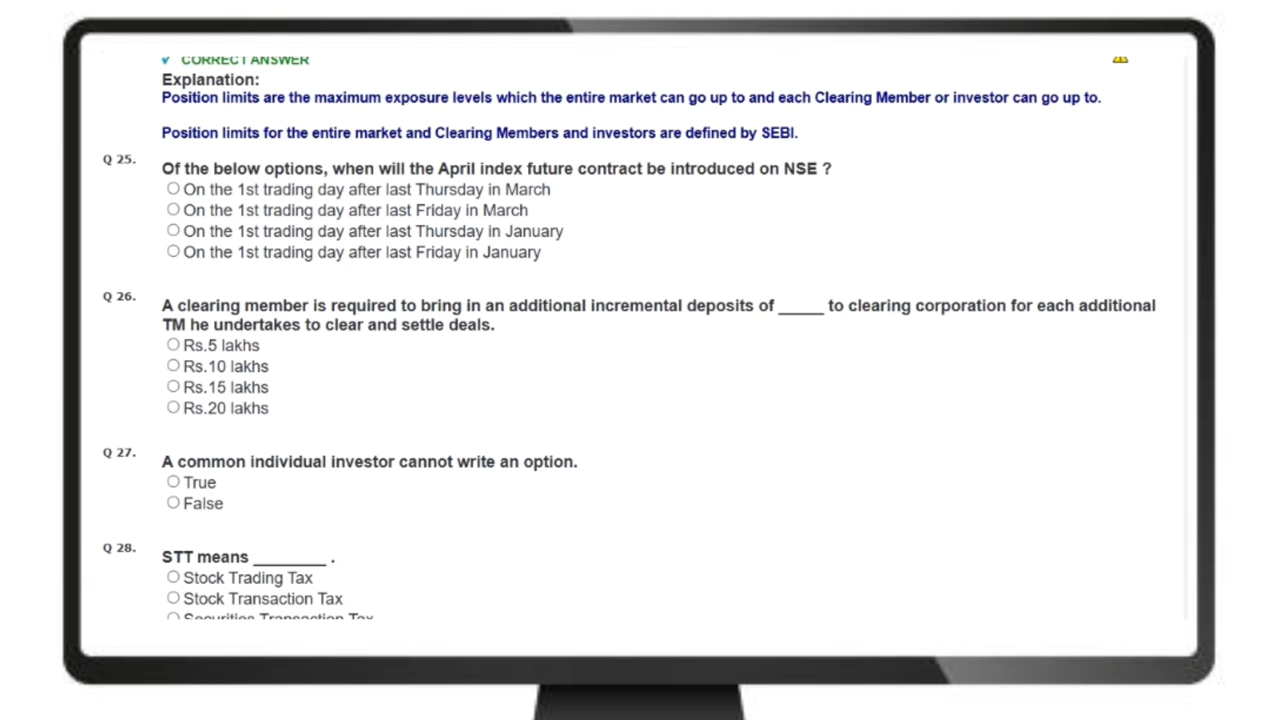 ✓ CORRECT ANSWER
Explanation:
Position limits are the maximum exposure levels which the entire market can go up to and each Clearing Member or investor can go up to.
Position limits for the entire market and Clearing Members and investors are defined by SEBI.
Q 25.
Of the below options, when will the April index future contract be introduced on NSE ?
On the 1st trading day after last Thursday in March
On the 1st trading day after last Friday in March
On the 1st trading day after last Thursday in January
On the 1st trading day after last Friday in January
Q 26.
A clearing member is required to bring in an additional incremental deposits of _____ to clearing corporation for each additional
TM he undertakes to clear and settle deals.
Rs.5 lakhs
Rs.10 lakhs
Rs.15 lakhs
Rs.20 lakhs
Q 27.
A common individual investor cannot write an option.
True
False
Q 28.
STT means ________ .
Stock Trading Tax
Stock Transaction Tax
Securities Transaction Tax